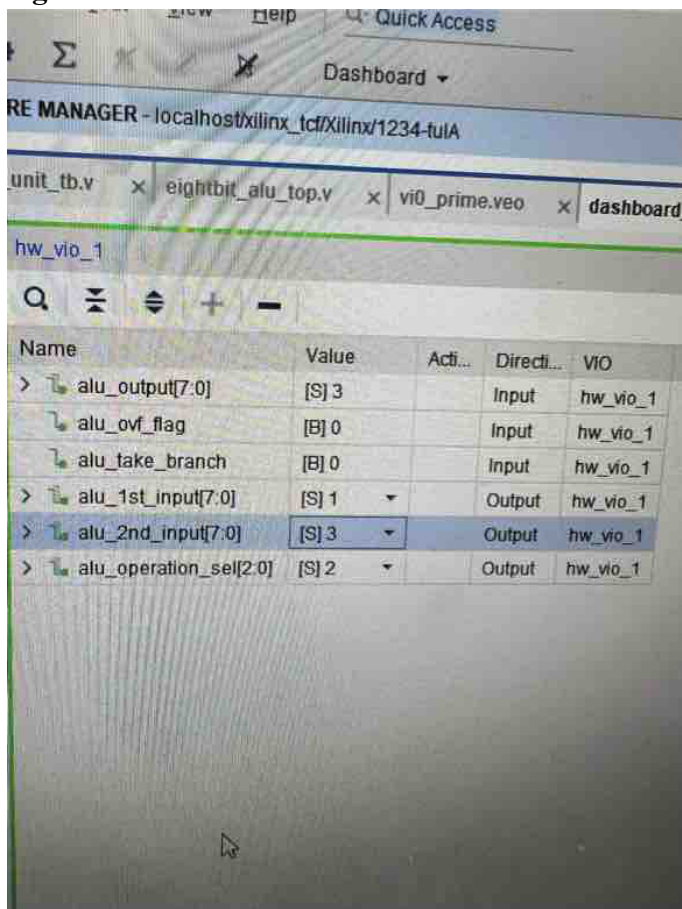 View Help Quick Access
Σ Dashboard
RE MANAGER - localhost/xilinx_tcf/Xilinx/1234-tulA
unit_tb.v × eightbit_alu_top.v × vi0_prime.veo × dashboard
hw_vio_1
Name Value Acti... Directi... VIO
> alu_output[7:0] [S] 3 Input hw_vio_1
alu_ovf_flag [B] 0 Input hw_vio_1
alu_take_branch [B] 0 Input hw_vio_1
> alu_1st_input[7:0] [S] 1 Output hw_vio_1
> alu_2nd_input[7:0] [S] 3 Output hw_vio_1
> alu_operation_sel[2:0] [S] 2 Output hw_vio_1